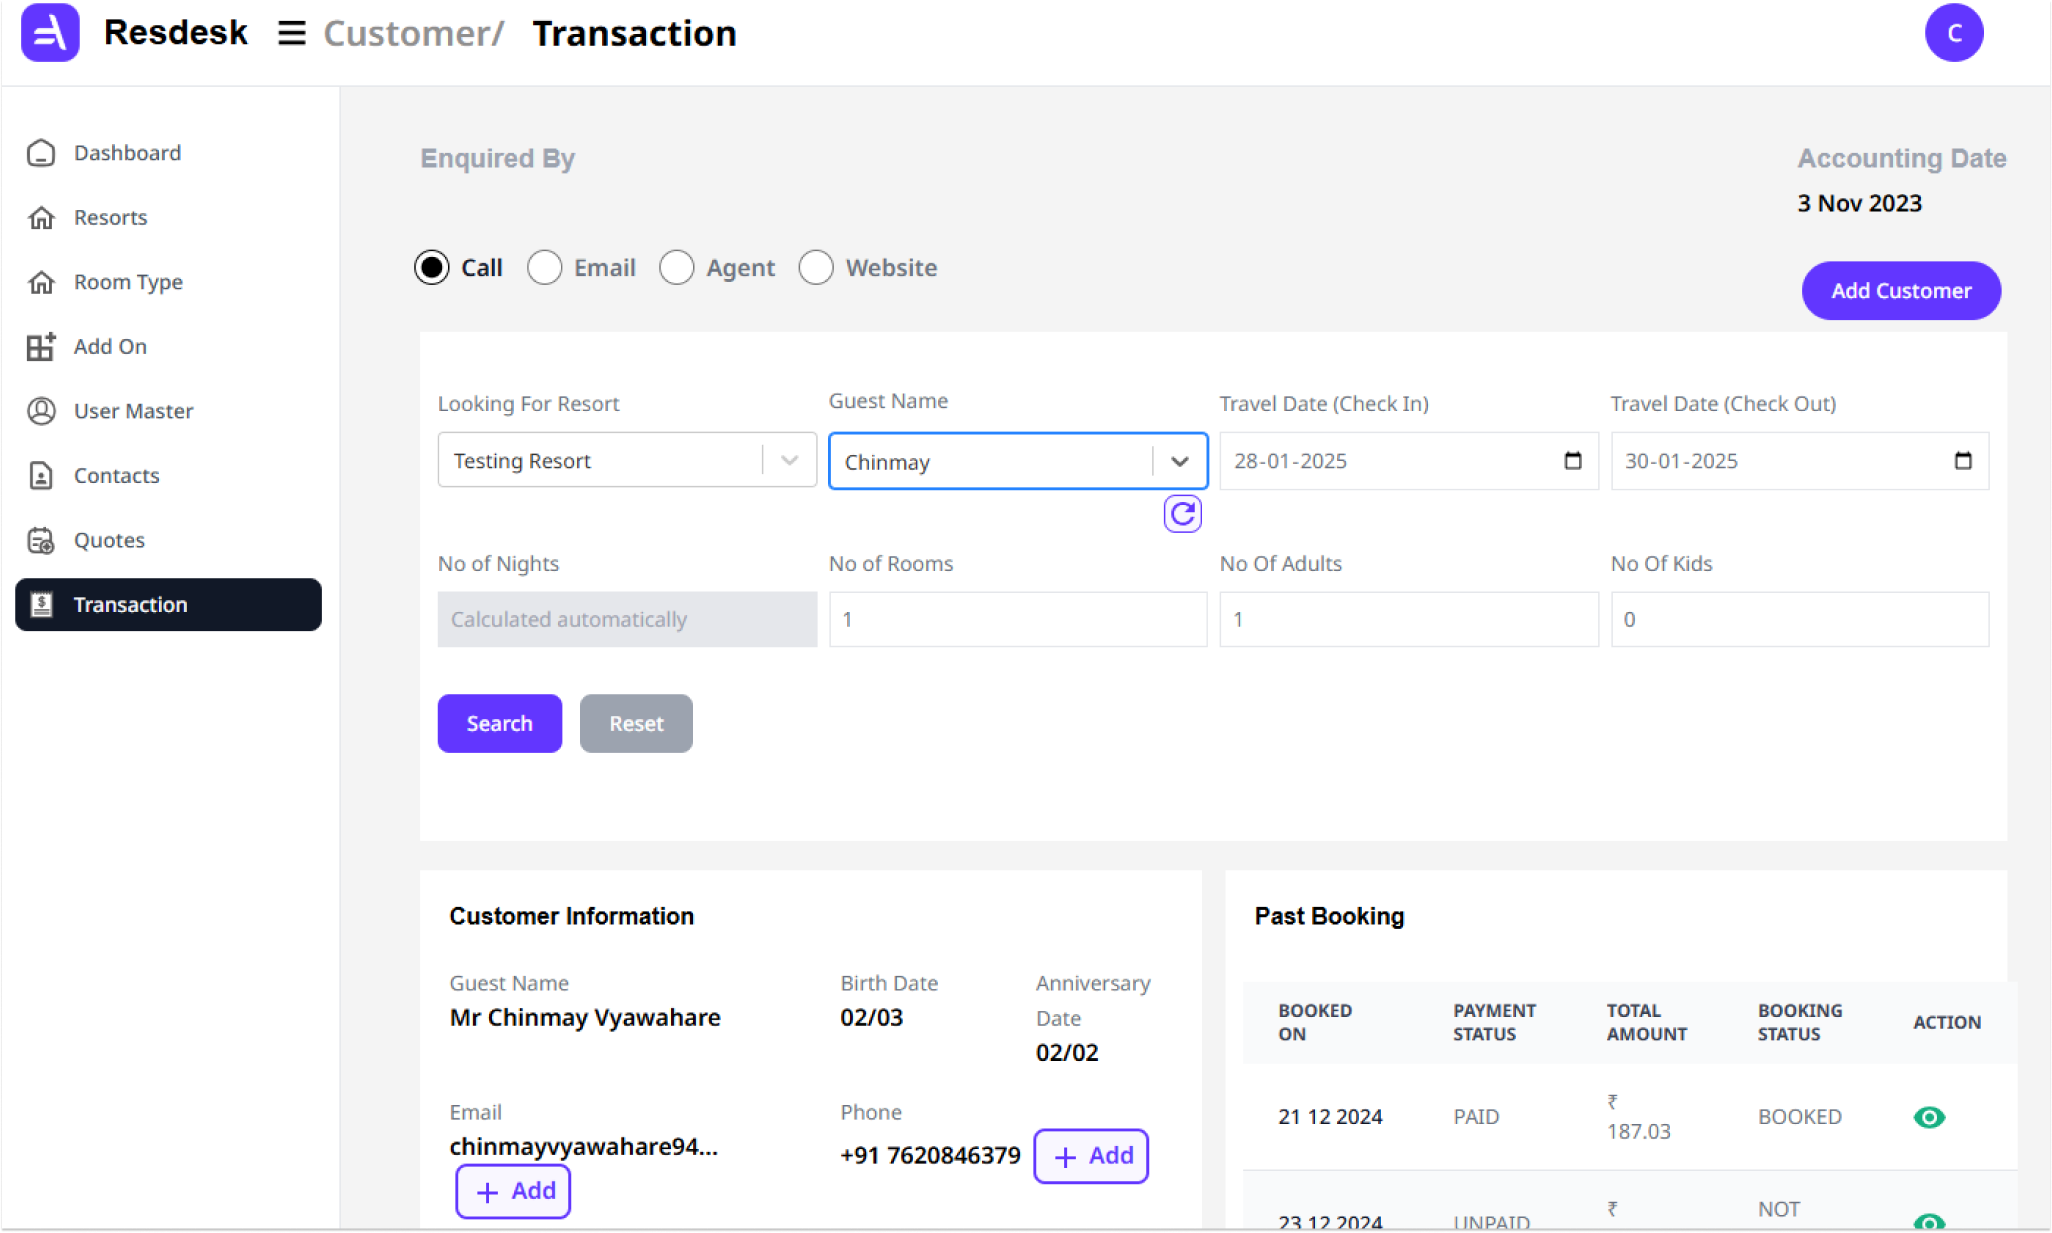 Resdesk
Customer/ Transaction
C
Dashboard
Resorts
Room Type
Add On
User Master
Contacts
Quotes
Transaction
Enquired By
Accounting Date
3 Nov 2023
Call Email Agent Website
Add Customer
Looking For Resort
Testing Resort
Guest Name
Chinmay
Travel Date (Check In)
28-01-2025
Travel Date (Check Out)
30-01-2025
No of Nights
Calculated automatically
No of Rooms
1
No Of Adults
1
No Of Kids
0
Search Reset
Customer Information
Guest Name
Mr Chinmay Vyawahare
Birth Date
02/03
Anniversary
Date
02/02
Email
chinmayvyawahare94...
+ Add
Phone
+91 7620846379
+ Add
Past Booking
BOOKED
ON
PAYMENT
STATUS
TOTAL
AMOUNT
BOOKING
STATUS
ACTION
21 12 2024
PAID
₹
187.03
BOOKED
23 12 2024
UNPAID
₹
NOT